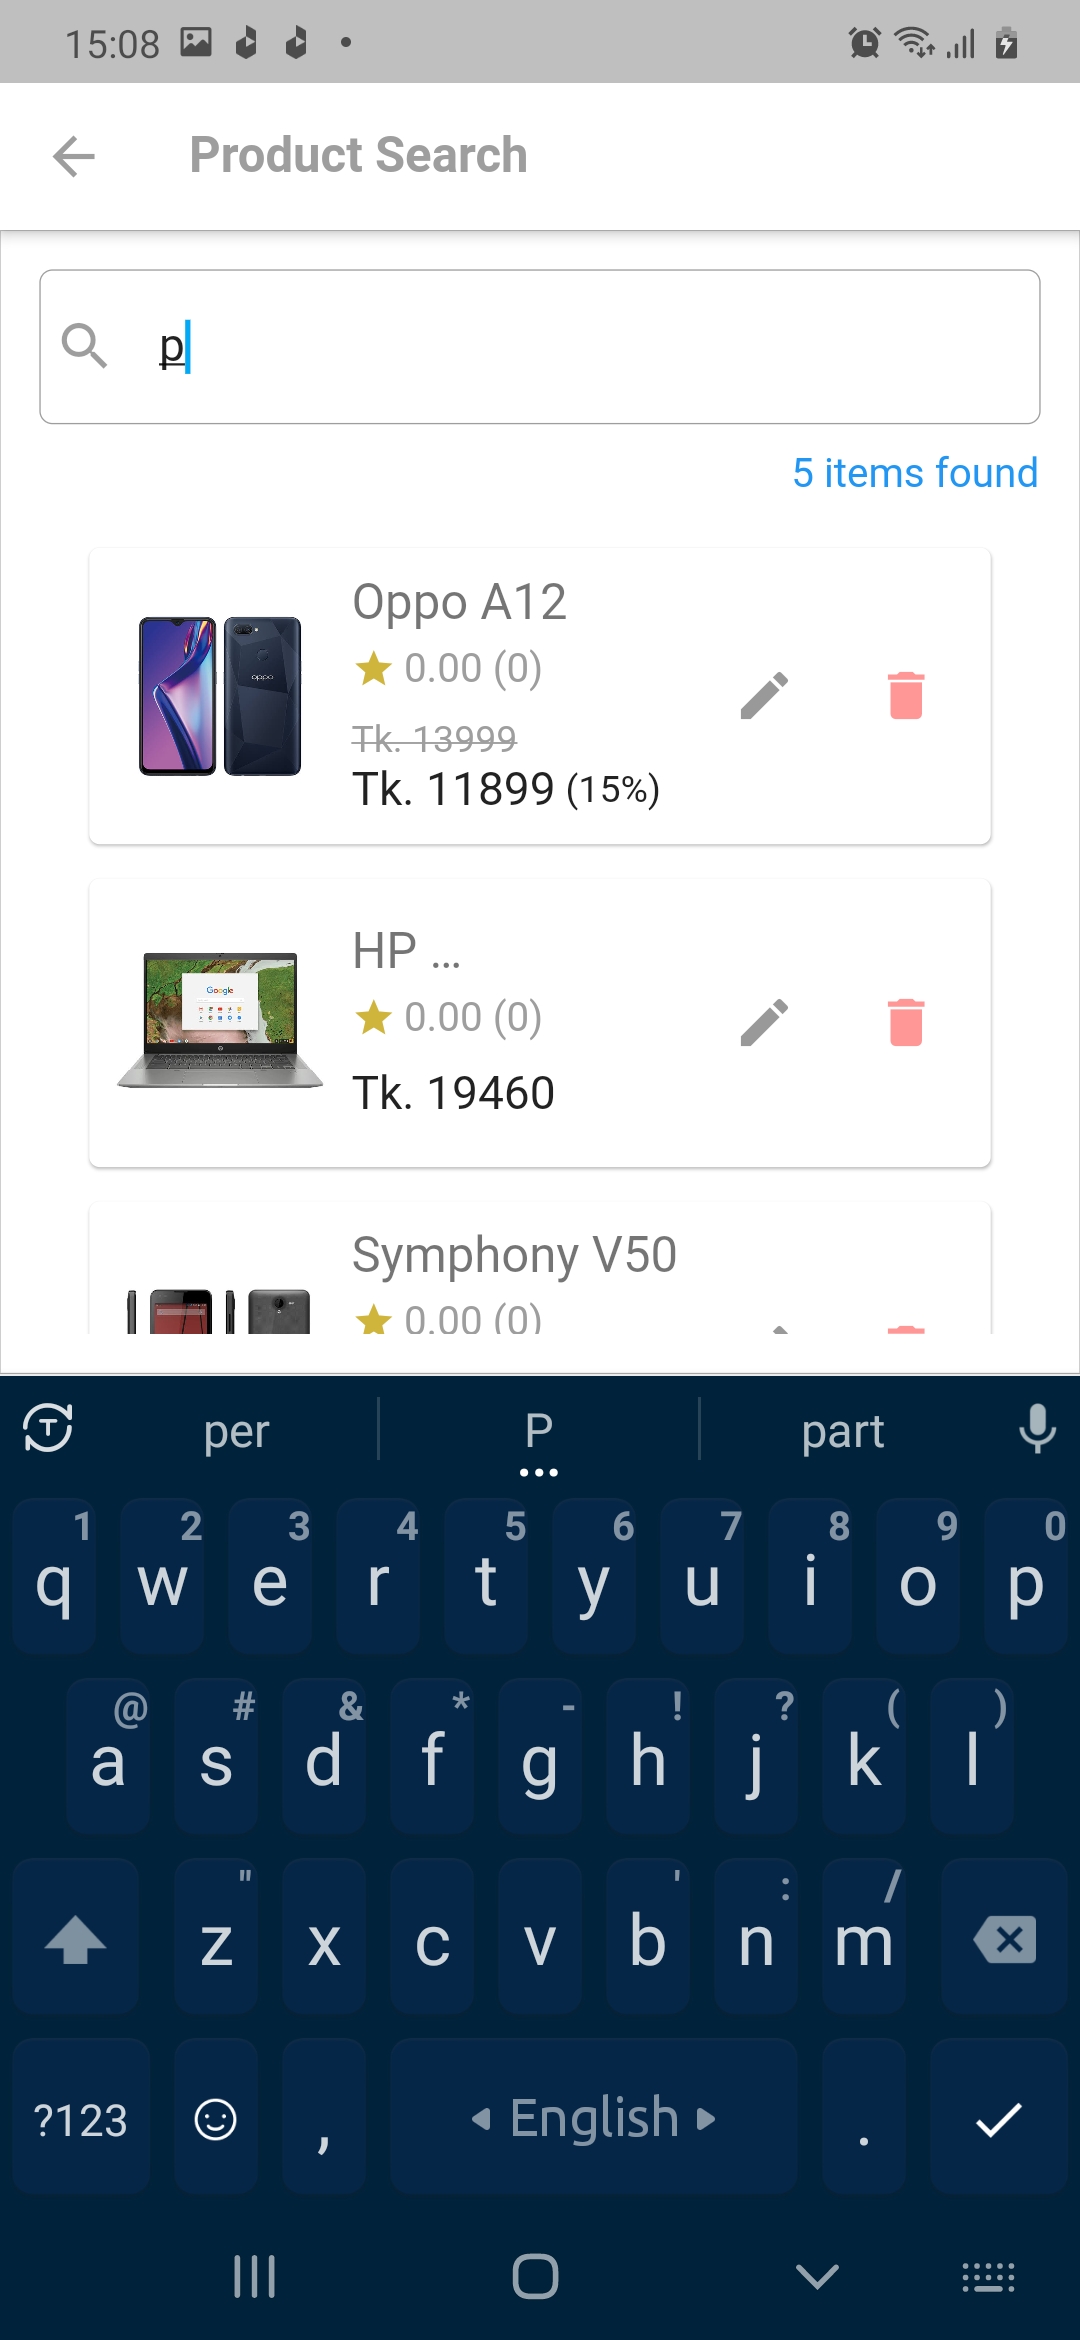 15:08
Product Search
p
5 items found
Oppo A12
0.00 (0)
Tk. 13999
Tk. 11899 (15%)
oppo
HP ...
0.00 (0)
Tk. 19460
Google
Symphony V50
0.00 (0)
per P part
1 2 3 4 5 6 7 8 9 0
q w e r t y u i o p
@ # & * - ! ? ( )
a s d f g h j k l
" ' : /
z x c v b n m
?123 , English .